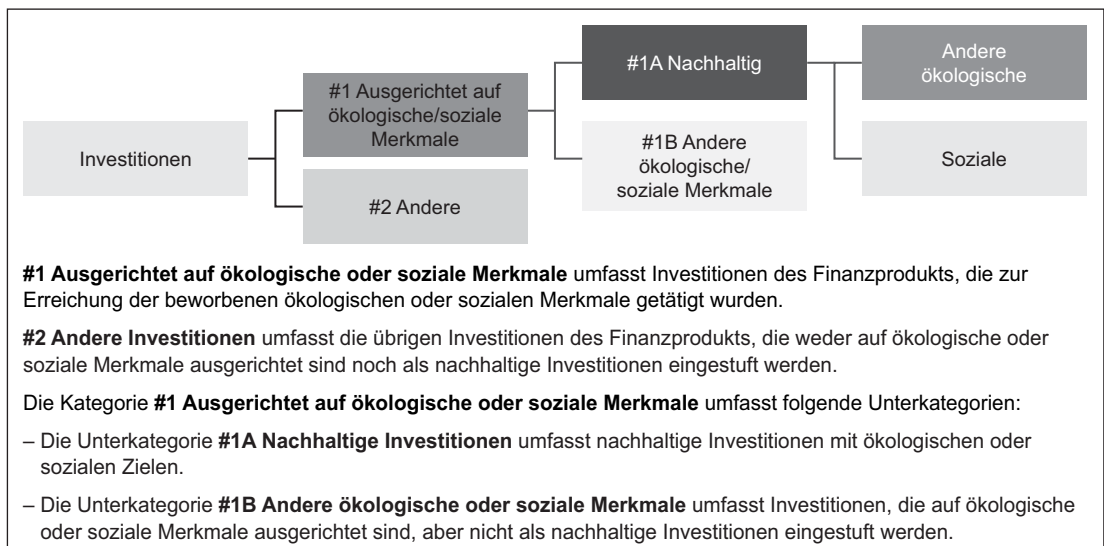 Investitionen
#1 Ausgerichtet auf
ökologische/soziale
Merkmale
#2 Andere
#1A Nachhaltig
#1B Andere
ökologische/
soziale Merkmale
Andere
ökologische
Soziale
#1 Ausgerichtet auf ökologische oder soziale Merkmale umfasst Investitionen des Finanzprodukts, die zur
Erreichung der beworbenen ökologischen oder sozialen Merkmale getätigt wurden.
#2 Andere Investitionen umfasst die übrigen Investitionen des Finanzprodukts, die weder auf ökologische oder
soziale Merkmale ausgerichtet sind noch als nachhaltige Investitionen eingestuft werden.
Die Kategorie #1 Ausgerichtet auf ökologische oder soziale Merkmale umfasst folgende Unterkategorien:
– Die Unterkategorie #1A Nachhaltige Investitionen umfasst nachhaltige Investitionen mit ökologischen oder
sozialen Zielen.
– Die Unterkategorie #1B Andere ökologische oder soziale Merkmale umfasst Investitionen, die auf ökologische
oder soziale Merkmale ausgerichtet sind, aber nicht als nachhaltige Investitionen eingestuft werden.